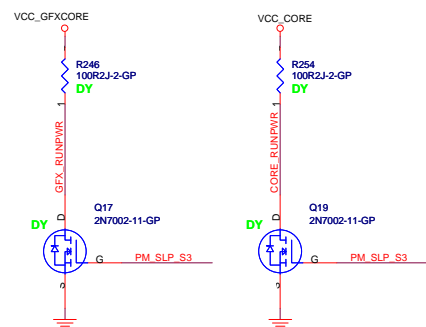 VCC_GFXCORE
R246
100R2J-2-GP
DY
1
GFX_RUNPWR
Q17
2N7002-11-GP
DY
D
G
PM_SLP_S3
S
VCC_CORE
R254
100R2J-2-GP
DY
1
CORE_RUNPWR
Q19
2N7002-11-GP
DY
D
G
PM_SLP_S3
S